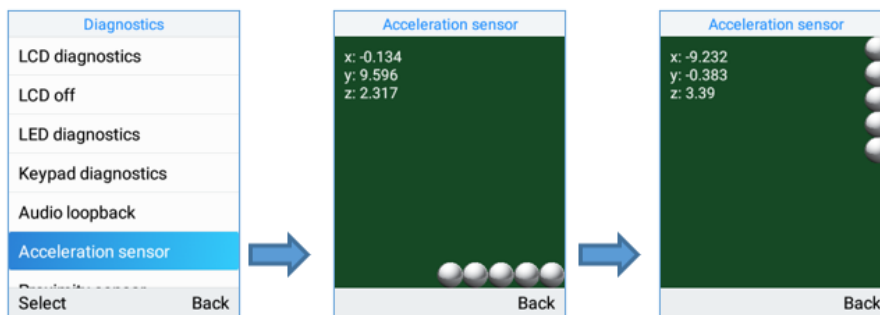 Diagnostics
LCD diagnostics
LCD off
LED diagnostics
Keypad diagnostics
Audio loopback
Acceleration sensor
Select Back
Acceleration sensor
x: -0.134
y: 9.596
z: 2.317
Back
Acceleration sensor
x: -9.232
y: -0.383
z: 3.39
Back